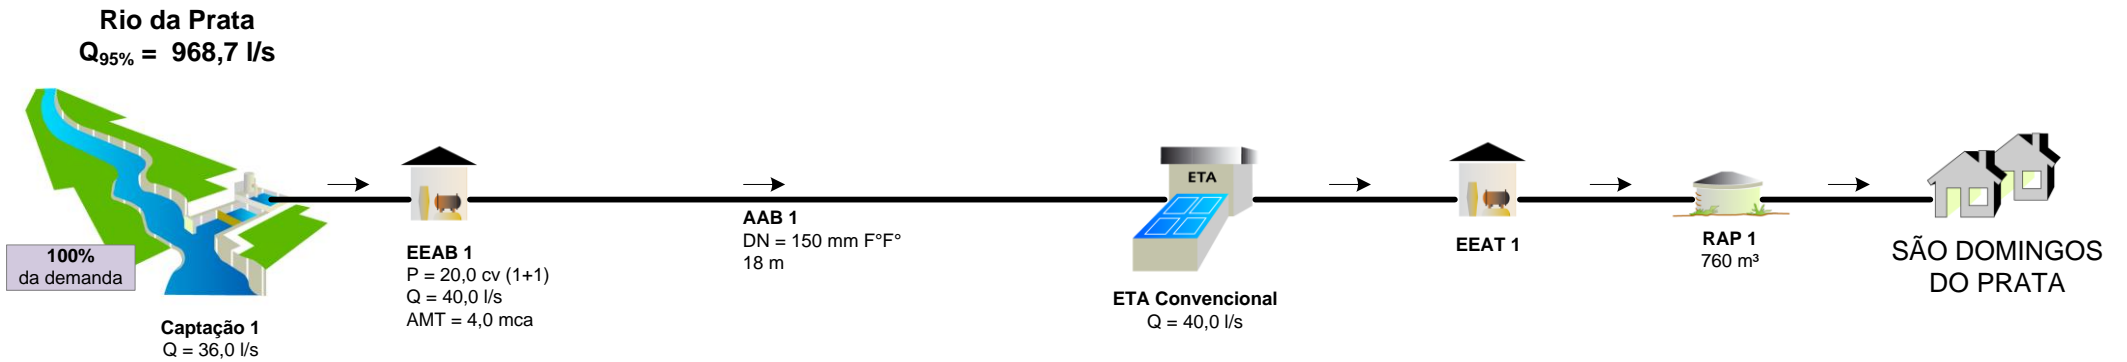 Rio da Prata
Q95% = 968,7 l/s
100%
da demanda
Captação 1
Q = 36,0 l/s
EEAB 1
P = 20,0 cv (1+1)
Q = 40,0 l/s
AMT = 4,0 mca
AAB 1
DN = 150 mm F°F°
18 m
ETA
ETA Convencional
Q = 40,0 l/s
EEAT 1
RAP 1
760 m³
SÃO DOMINGOS
DO PRATA